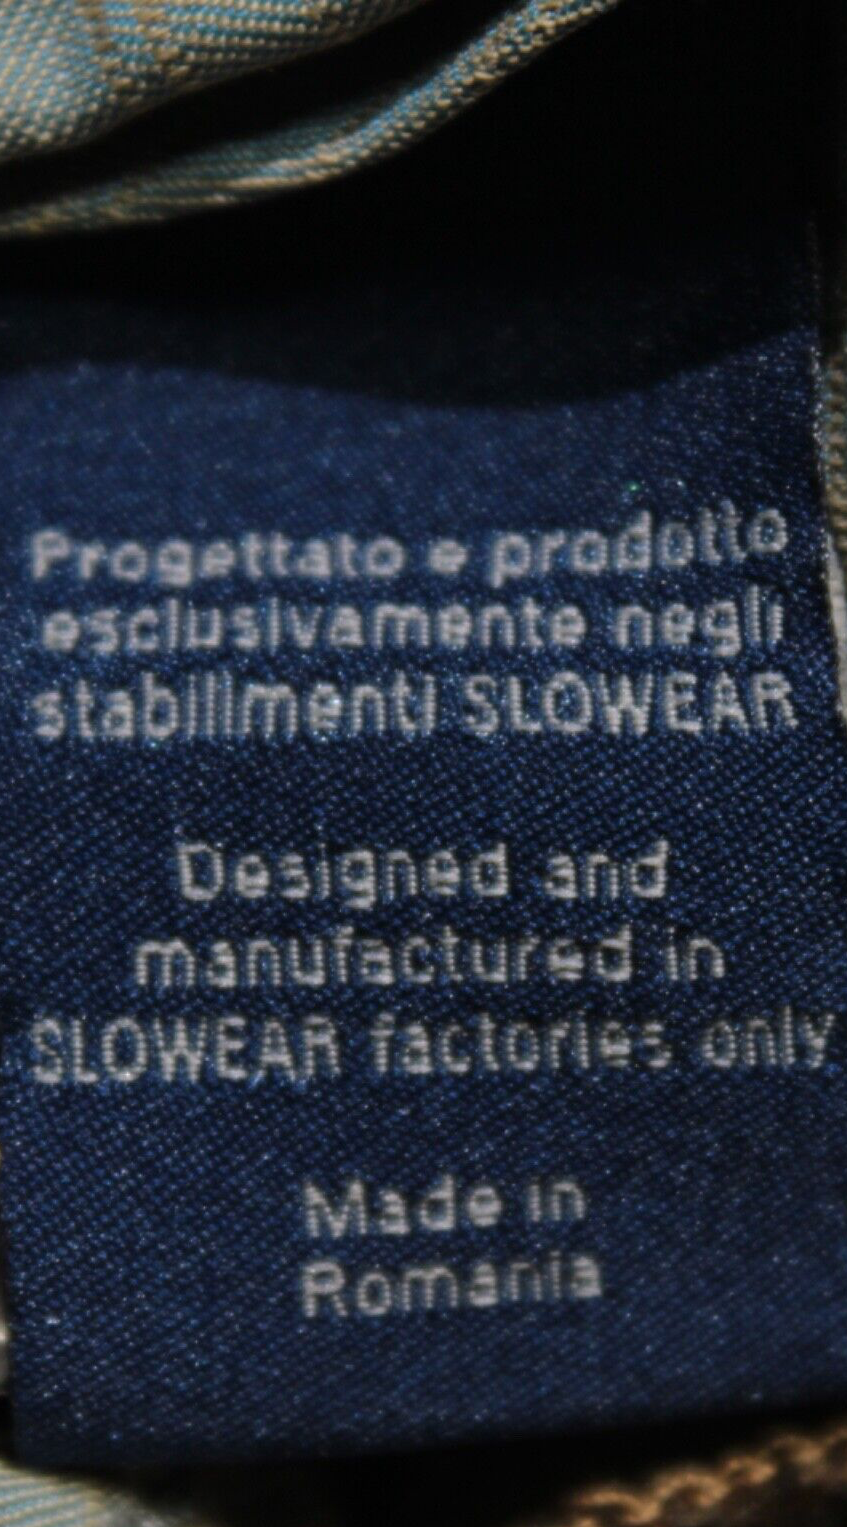 Progettato e prodotto
esclusivamente negli
stabilimenti SLOWEAR
Designed and
manufactured in
SLOWEAR factories only
Made in
Romania